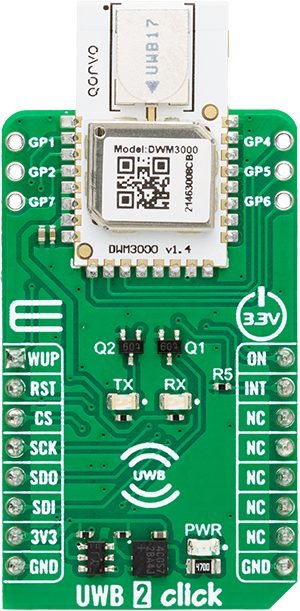 Qorvo
UWB17
Model:DWM3000
21463008CB
DWM3000 v1.4
GP1
GP2
GP7
GP4
GP5
GP6
3.3V
Q2
Q1
TX
RX
R5
WUP
RST
CS
SCK
SDO
SDI
3V3
GND
ON
INT
NC
NC
NC
NC
NC
GND
UWB
PWR
4700
UWB 2 click